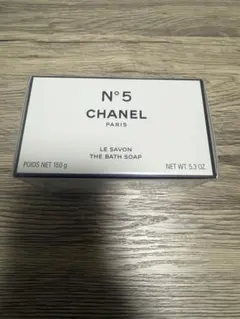 N°5
CHANEL
PARIS
LE SAVON
THE BATH SOAP
POIDS NET 150 g NET WT. 5.3 OZ.